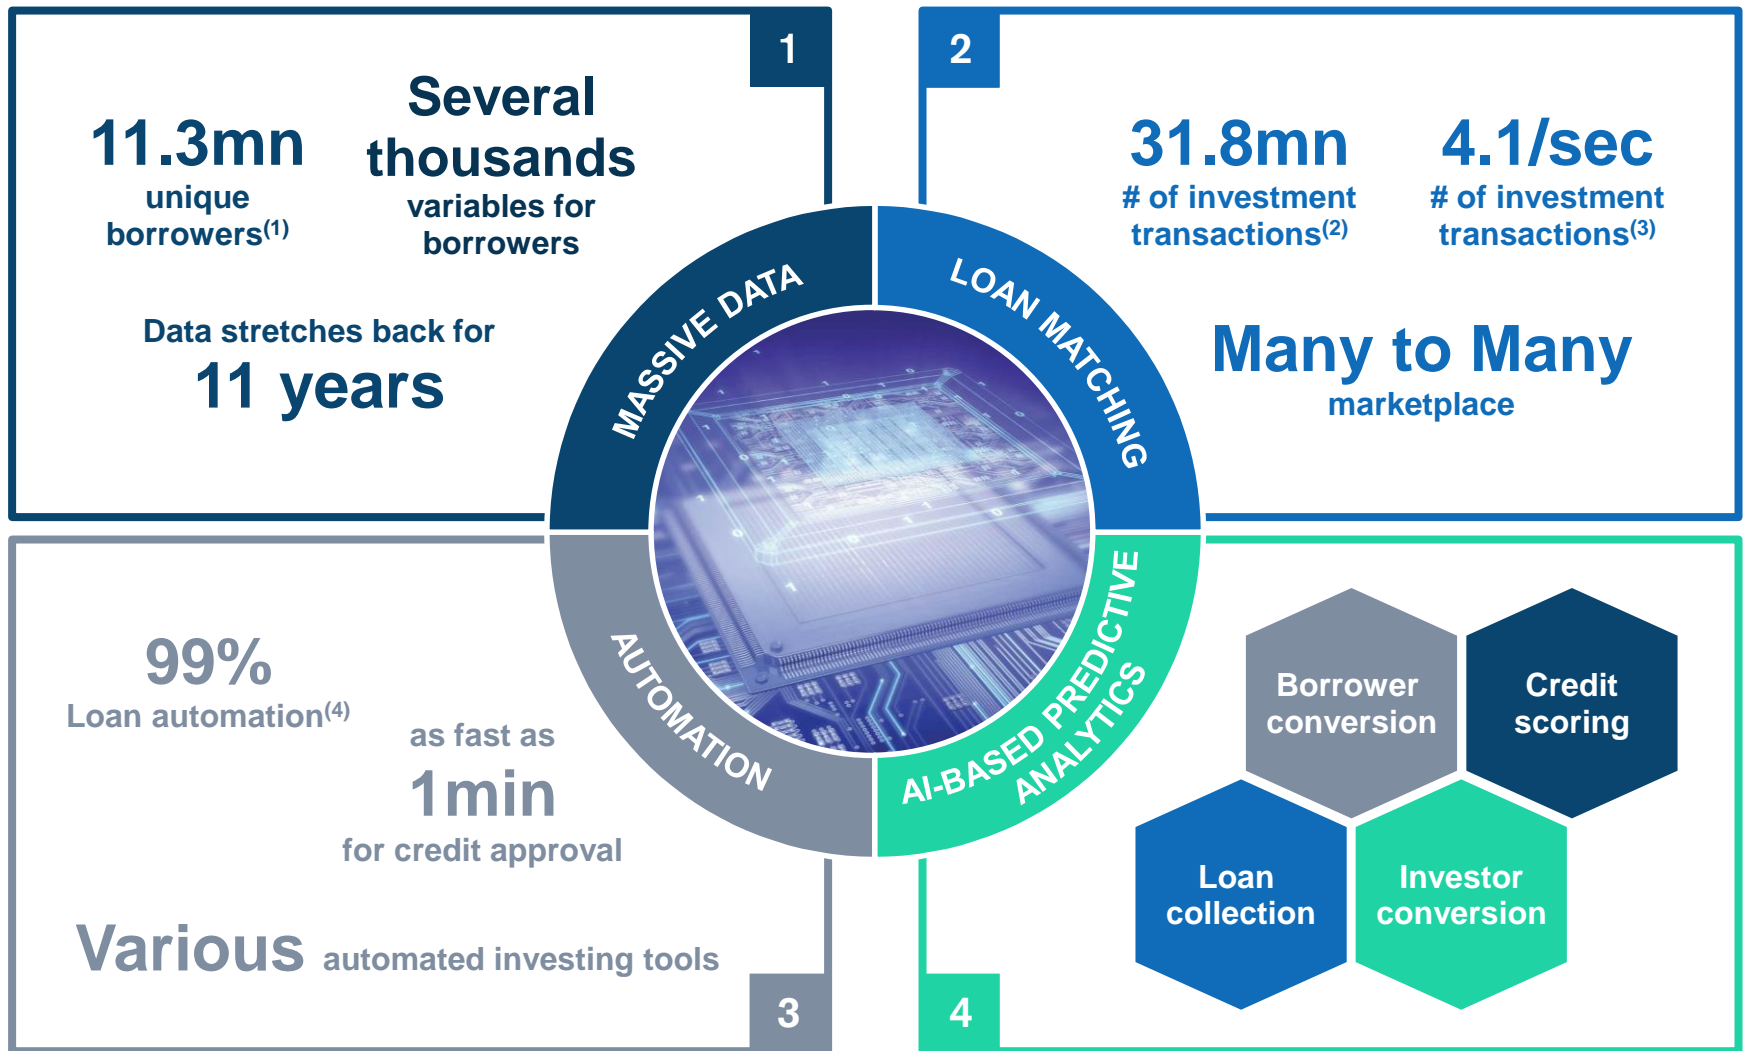 1
11.3mn
unique
borrowers(1)
Several
thousands
variables for
borrowers
Data stretches back for
11 years
2
31.8mn
# of investment
transactions(2)
4.1/sec
# of investment
transactions(3)
Many to Many
marketplace
MASSIVE DATA
LOAN MATCHING
AUTOMATION
AI-BASED PREDICTIVE
ANALYTICS
99%
Loan automation(4)
as fast as
1min
for credit approval
Various automated investing tools
3
Borrower
conversion
Credit
scoring
Loan
collection
Investor
conversion
4